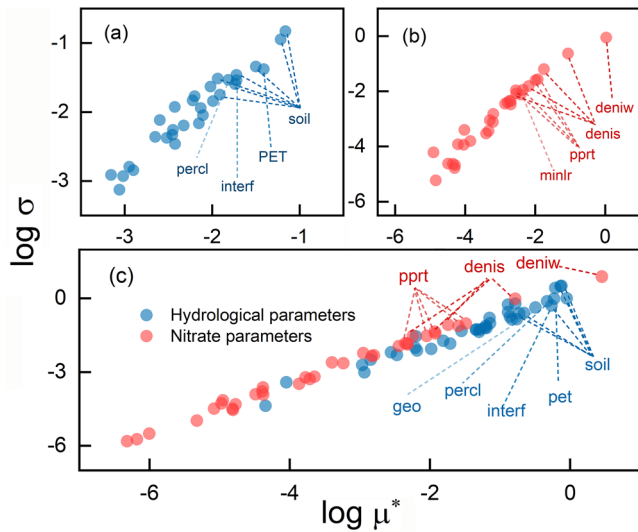 (a)
-1
-2
-3
-3
-2
-1
soil
PET
percl
interf
(b)
0
-2
-4
-6
-6
-4
-2
0
deniw
denis
pprt
minlr
log σ
(c)
0
-3
-6
-6
-4
-2
0
pprt
denis
deniw
Hydrological parameters
Nitrate parameters
soil
geo
percl
interf
pet
log μ*